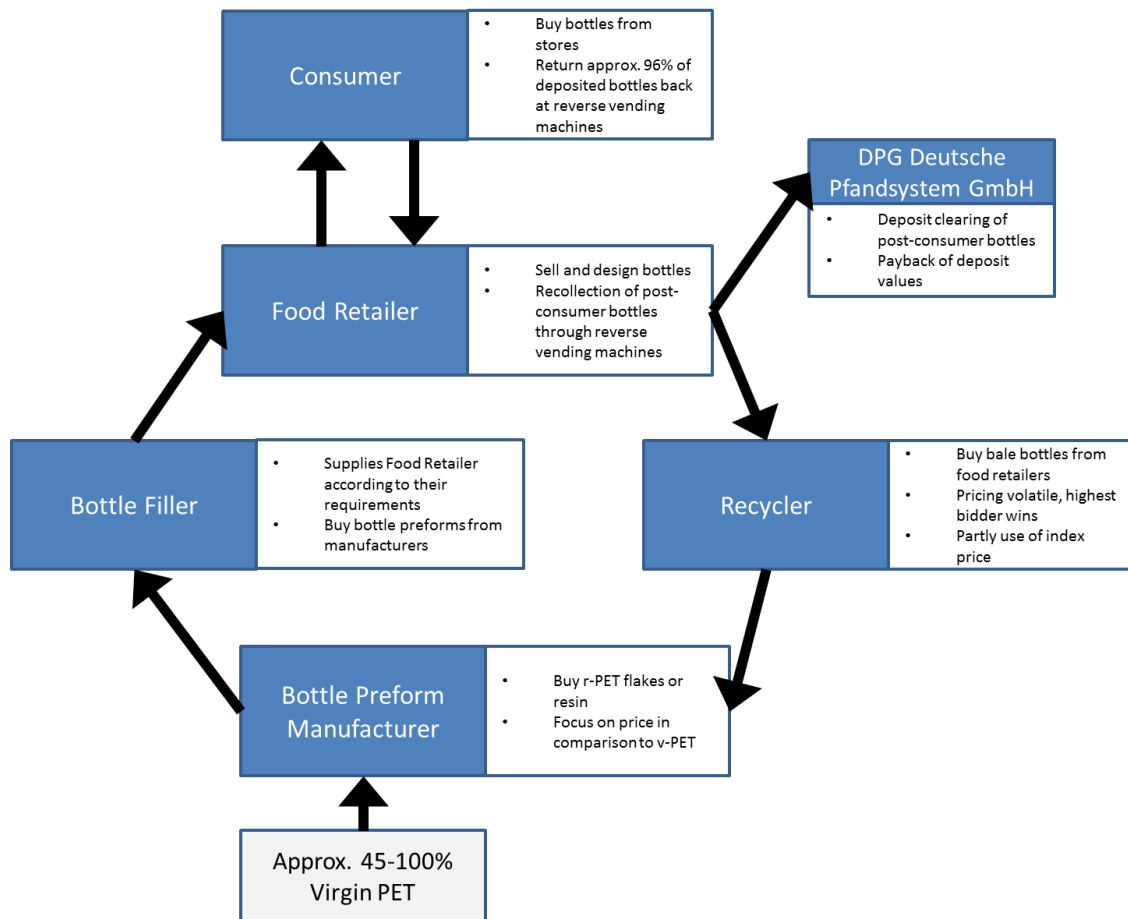 Consumer
• Buy bottles from
stores
• Return approx. 96% of
deposited bottles back
at reverse vending
machines
DPG Deutsche
Pfandsystem GmbH
• Deposit clearing of
post-consumer bottles
• Payback of deposit
values
Food Retailer
• Sell and design bottles
• Recollection of post-
consumer bottles
through reverse
vending machines
Bottle Filler
• Supplies Food Retailer
according to their
requirements
• Buy bottle preforms from
manufacturers
Recycler
• Buy bale bottles from
food retailers
• Pricing volatile, highest
bidder wins
• Partly use of index
price
Bottle Preform
Manufacturer
• Buy r-PET flakes or
resin
• Focus on price in
comparison to v-PET
Approx. 45-100%
Virgin PET